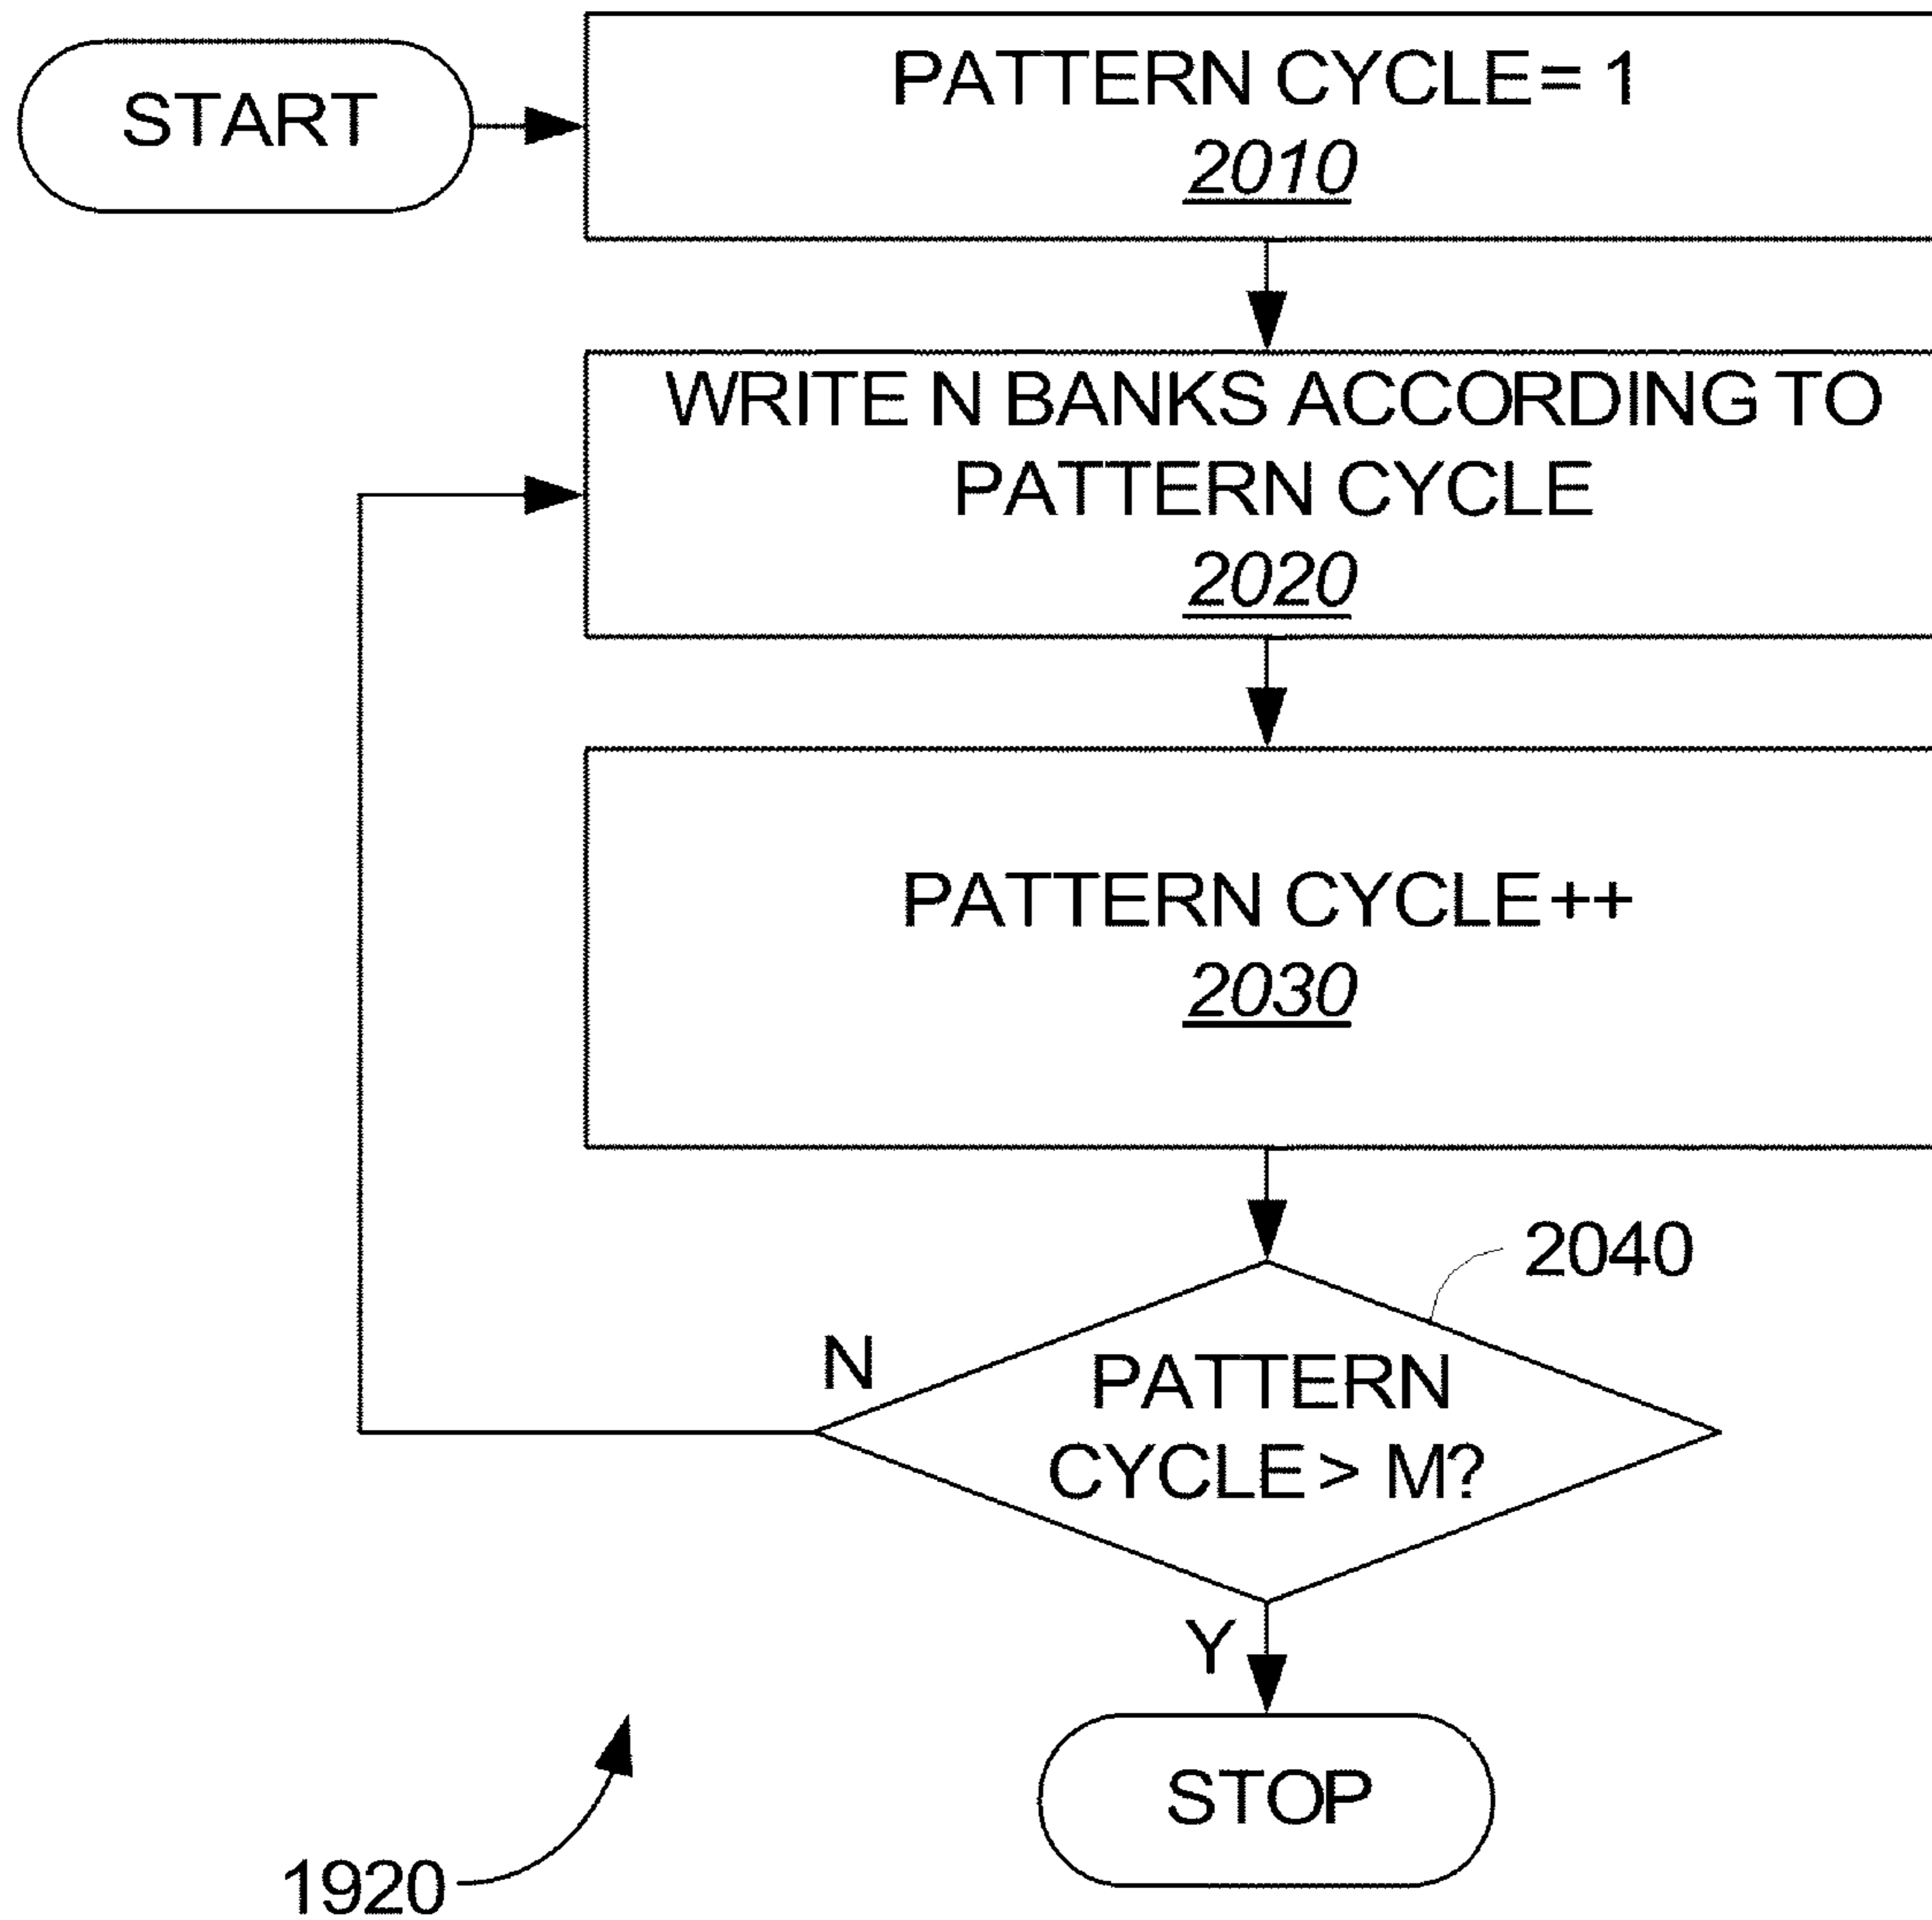 START
PATTERN CYCLE = 1
2010
WRITE N BANKS ACCORDING TO
PATTERN CYCLE
2020
PATTERN CYCLE ++
2030
2040
N
PATTERN
CYCLE > M?
Y
STOP
1920